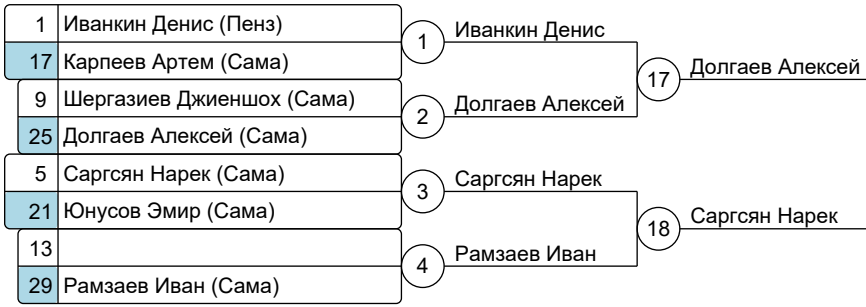 1 Иванкин Денис (Пенз)
17 Карпеев Артем (Сама)
9 Шергазиев Джиеншох (Сама)
25 Долгаев Алексей (Сама)
5 Саргсян Нарек (Сама)
21 Юнусов Эмир (Сама)
13
29 Рамзаев Иван (Сама)
1 Иванкин Денис
2 Долгаев Алексей
3 Саргсян Нарек
4 Рамзаев Иван
17 Долгаев Алексей
18 Саргсян Нарек